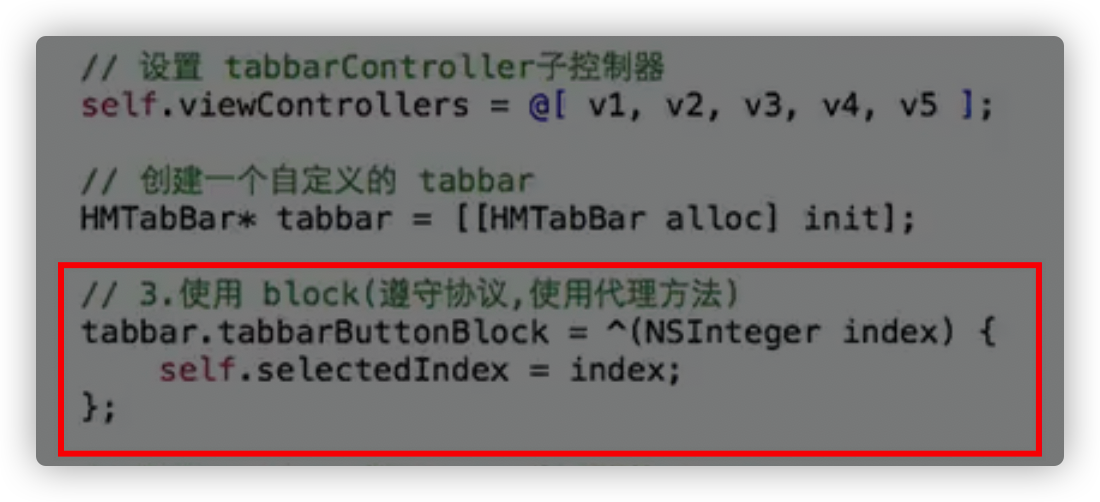 // 设置 tabbarController子控制器
self.viewControllers = @[ v1, v2, v3, v4, v5 ];
// 创建一个自定义的 tabbar
HMTabBar* tabbar = [[HMTabBar alloc] init];
// 3.使用 block(遵守协议,使用代理方法)
tabbar.tabbarButtonBlock = ^(NSInteger index) {
self.selectedIndex = index;
};